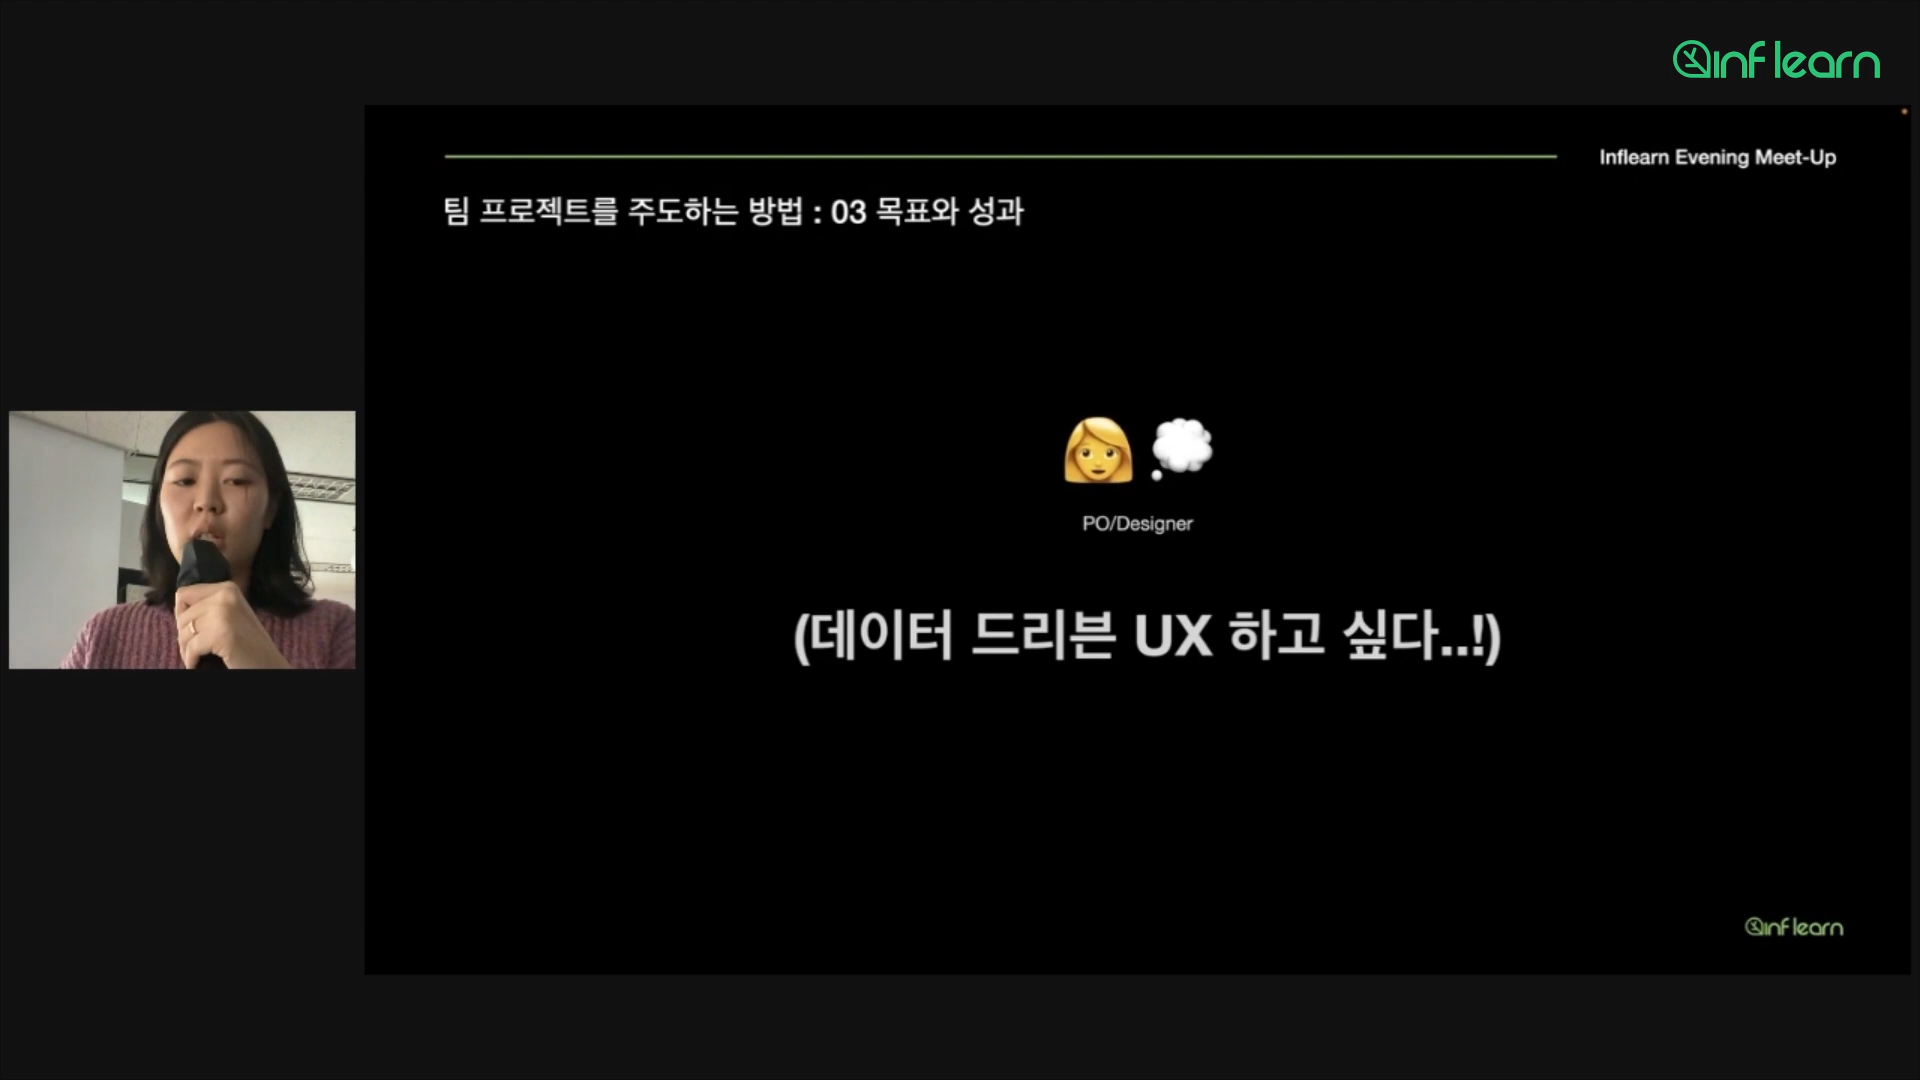 inflearn
Inflearn Evening Meet-Up
팀 프로젝트를 주도하는 방법 : 03 목표와 성과
PO/Designer
(데이터 드리븐 UX 하고 싶다..!)
inflearn